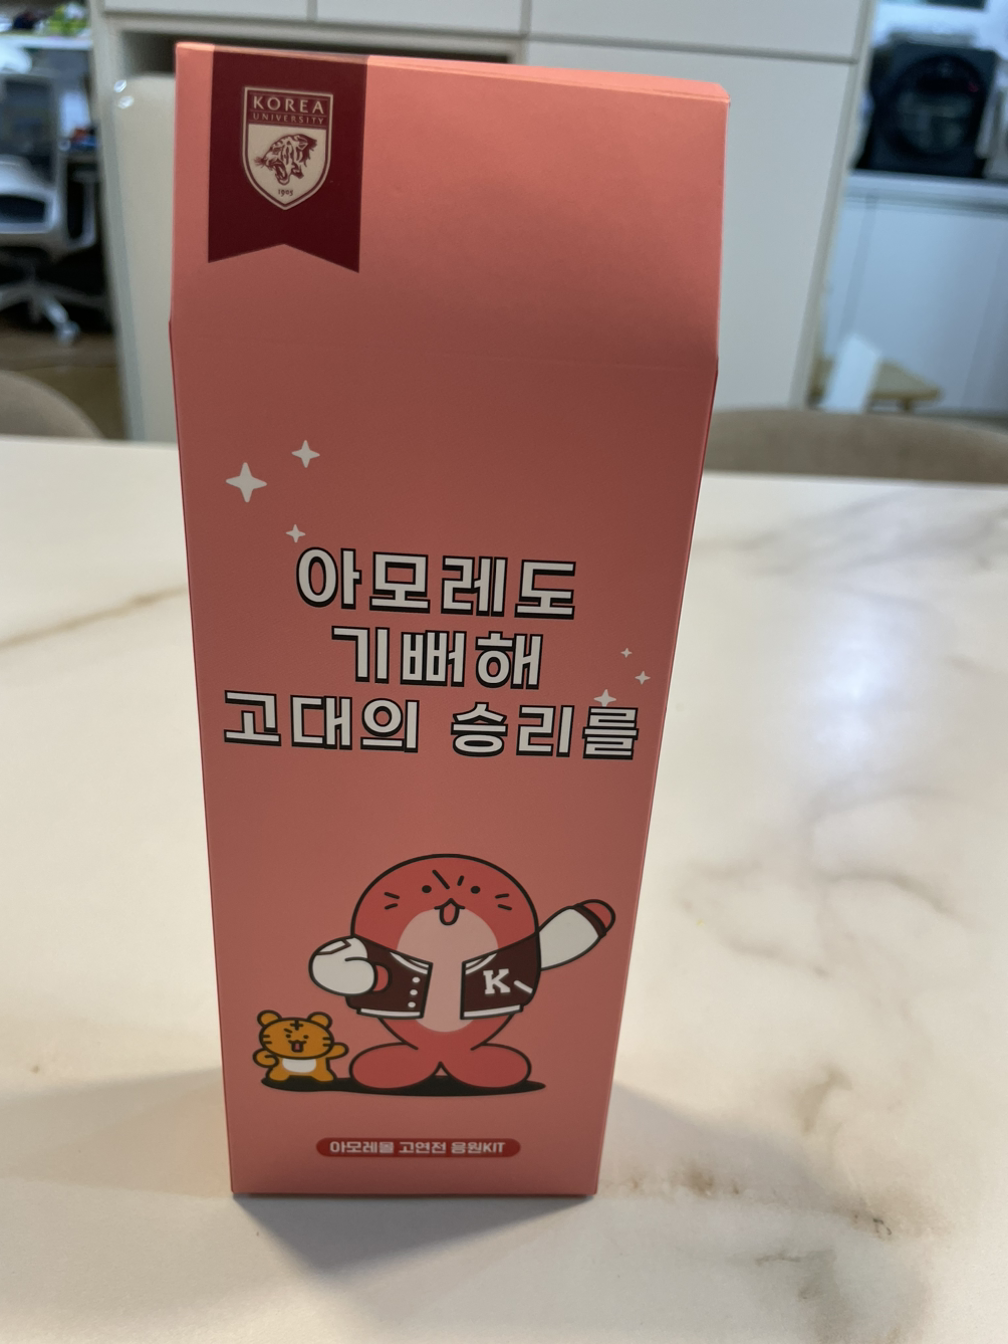 KOREA
UNIVERSITY
1905
아모레도
기뻐해
고대의 승리를
K
아모레몰 고연전 응원KIT